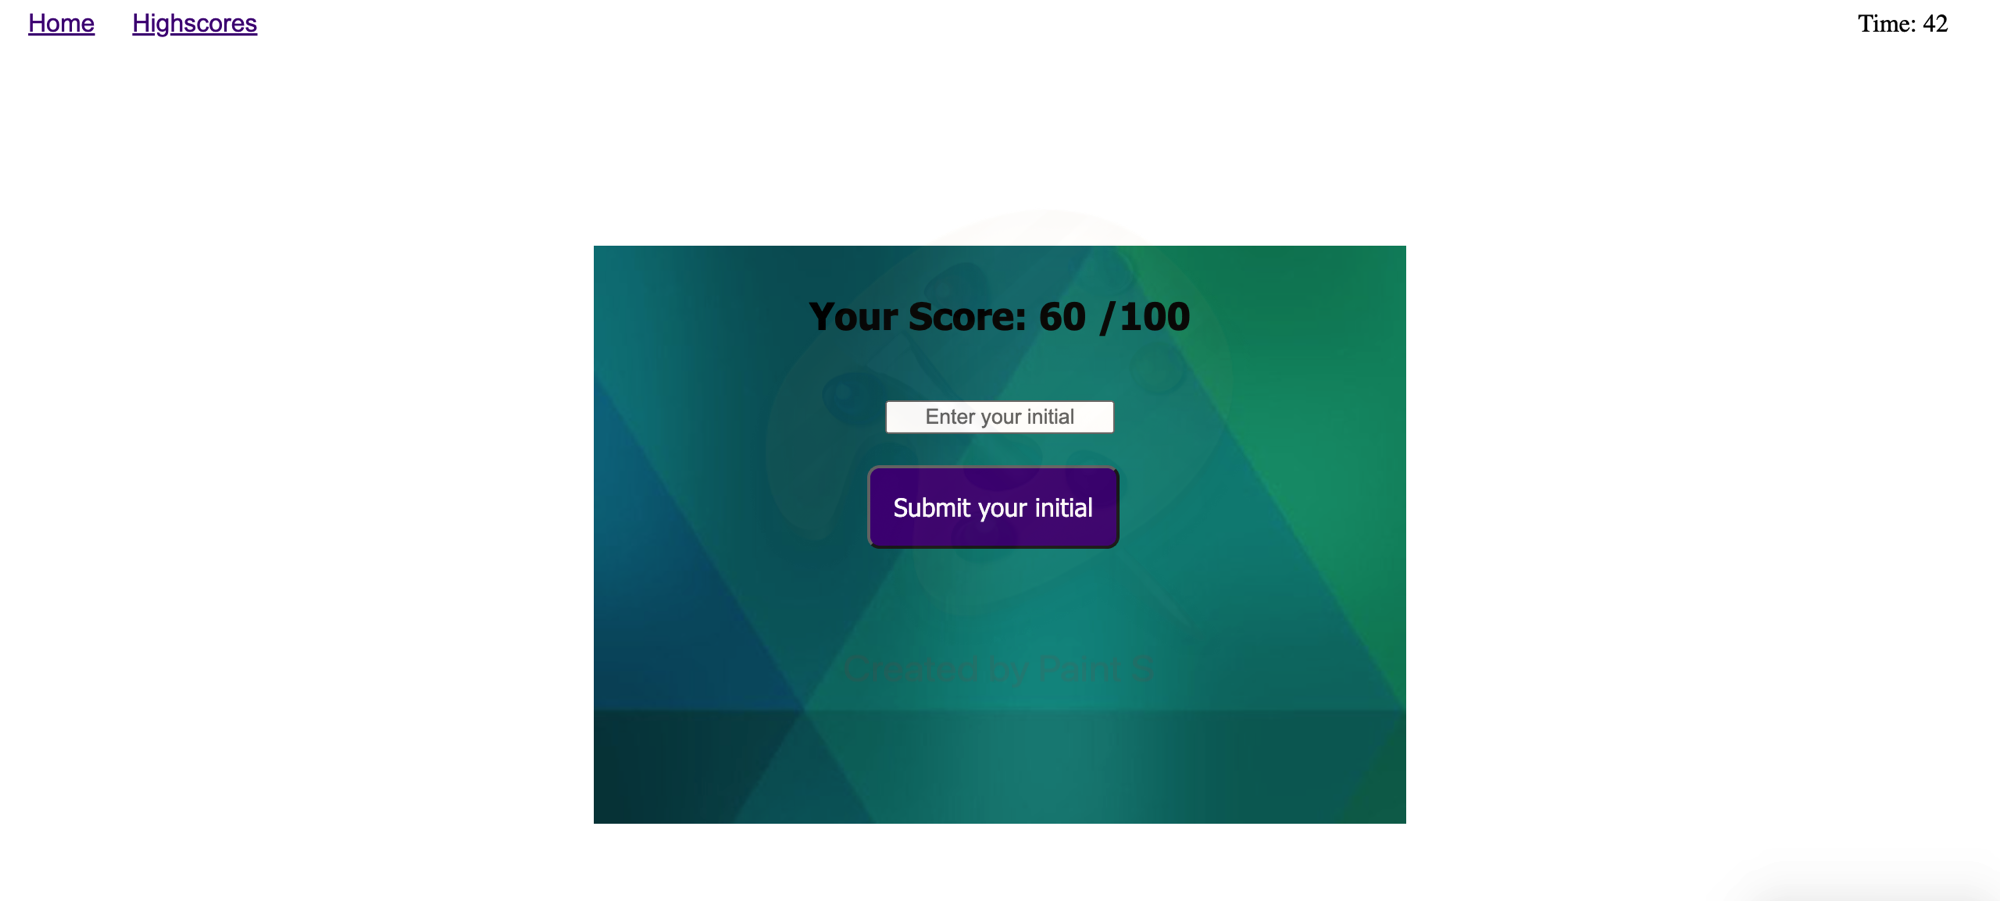 Home Highscores Time: 42
Your Score: 60 /100
Enter your initial
Submit your initial
Created by Paint S